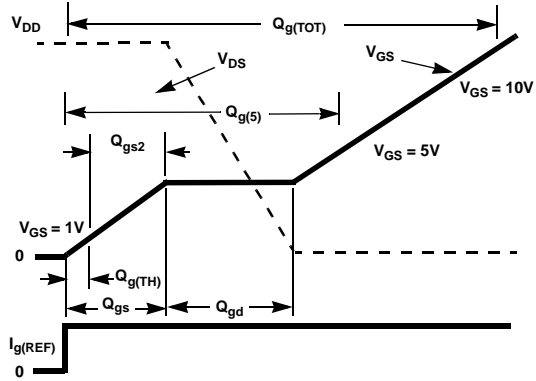 V_DD
Q_g(TOT)
V_DS
V_GS
V_GS = 10V
Q_g(5)
Q_gs2
V_GS = 5V
V_GS = 1V
0
Q_g(TH)
Q_gs
Q_gd
I_g(REF)
0